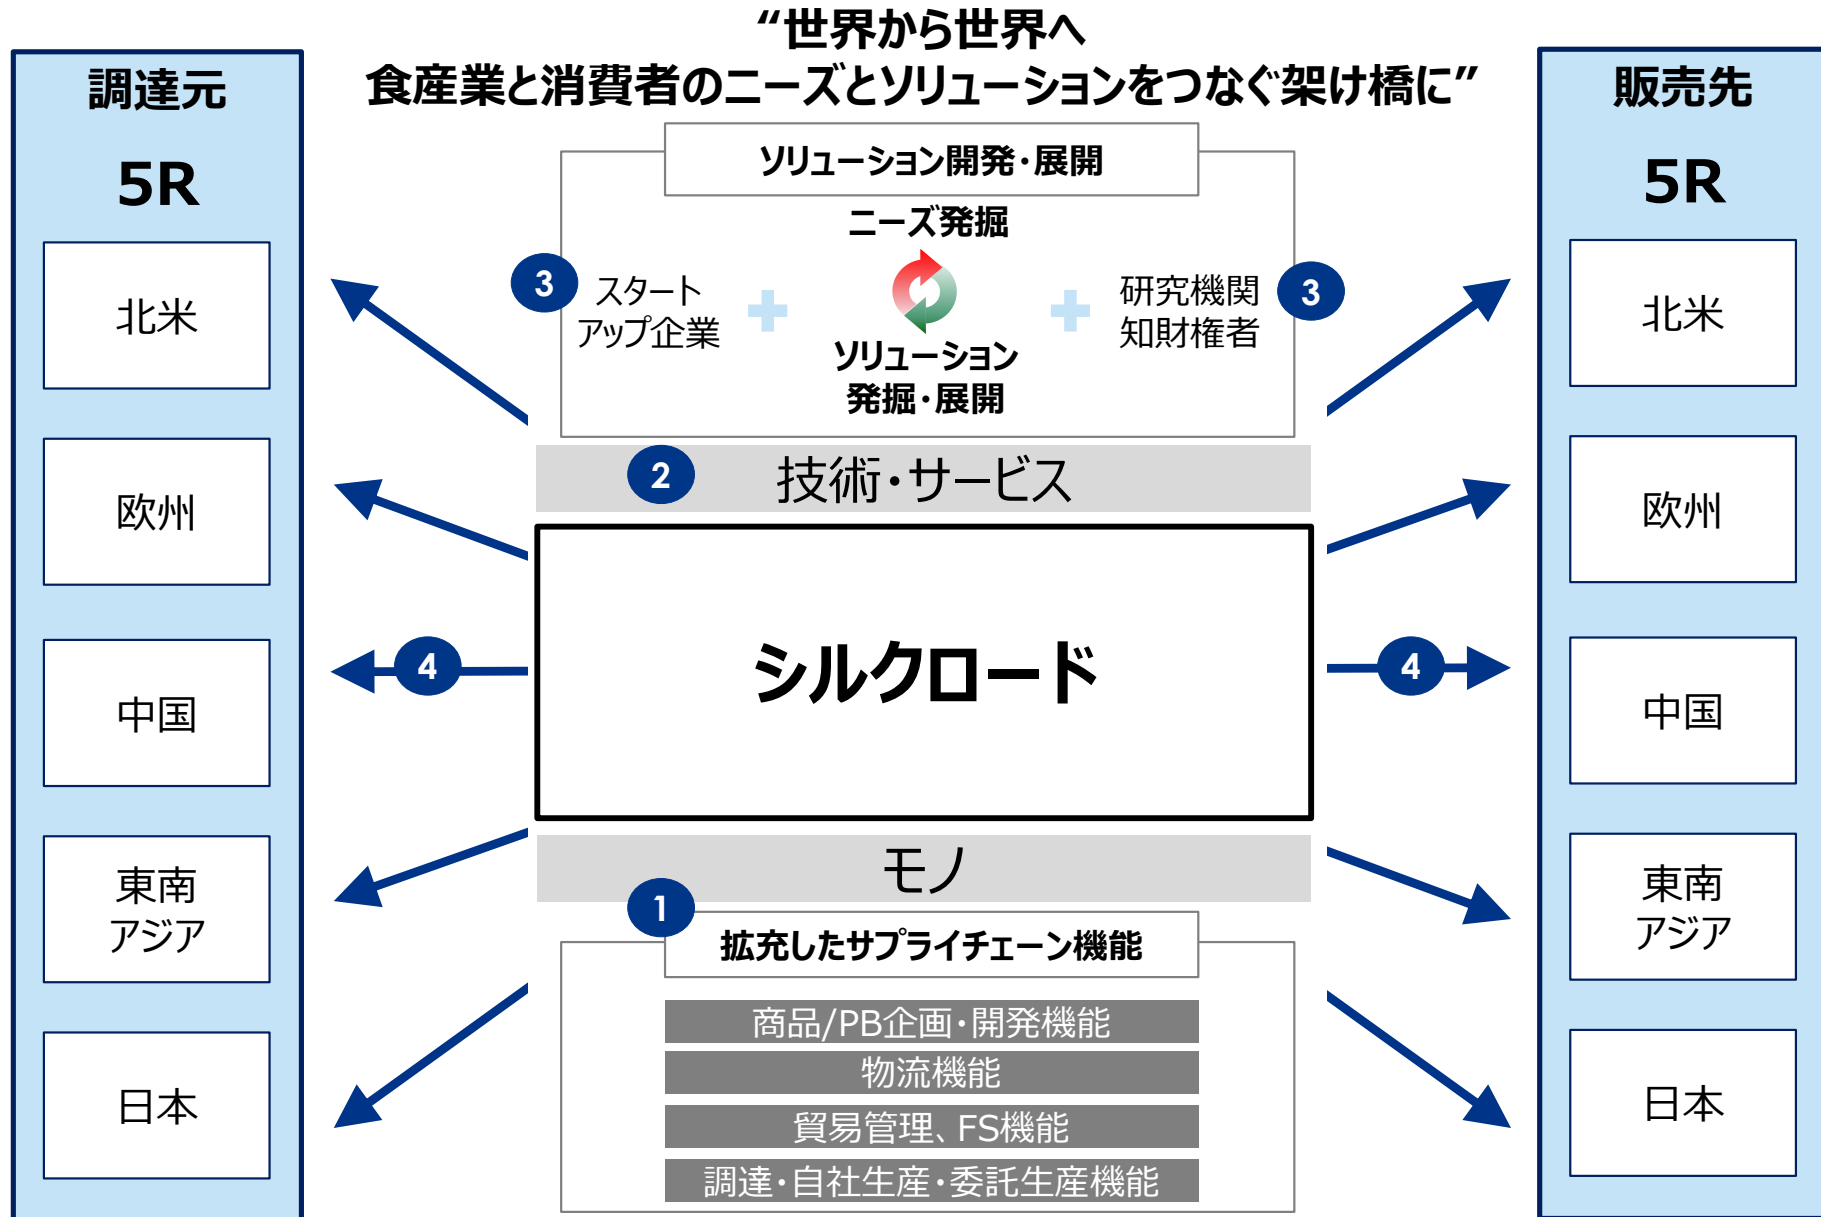 “世界から世界へ
食産業と消費者のニーズとソリューションをつなぐ架け橋に”
調達元
5R
北米
欧州
中国
東南
アジア
日本
ソリューション開発・展開
ニーズ発掘
3
スタート
アップ企業
ソリューション
発掘・展開
研究機関
知財権者
3
2
技術・サービス
4
シルクロード
4
モノ
1
拡充したサプライチェーン機能
商品/PB企画・開発機能
物流機能
貿易管理、FS機能
調達・自社生産・委託生産機能
販売先
5R
北米
欧州
中国
東南
アジア
日本